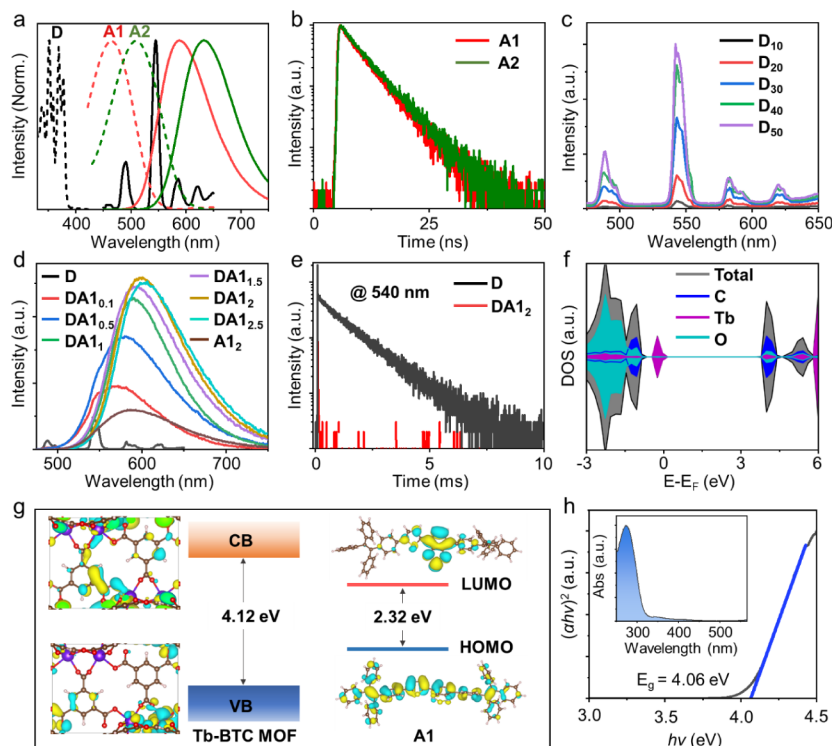 a
D
A1
A2
Intensity (Norm.)
400 500 600 700
Wavelength (nm)
b
A1
A2
Intensity (a.u.)
0 25 50
Time (ns)
c
D₁₀
D₂₀
D₃₀
D₄₀
D₅₀
Intensity (a.u.)
500 550 600 650
Wavelength (nm)
d
D
DA1₀.₁
DA1₀.₅
DA1₁
DA1₁.₅
DA1₂
DA1₂.₅
A1₂
Intensity (a.u.)
500 600 700
Wavelength (nm)
e
@ 540 nm
D
DA1₂
Intensity (a.u.)
0 5 10
Time (ms)
f
Total
C
Tb
O
DOS (a.u.)
-3 0 3 6
E-E_F (eV)
g
CB
4.12 eV
VB
Tb-BTC MOF
LUMO
2.32 eV
HOMO
A1
h
(αhν)² (a.u.)
Abs (a.u.)
300 400 500
Wavelength (nm)
E_g = 4.06 eV
3.0 3.5 4.0 4.5
hν (eV)